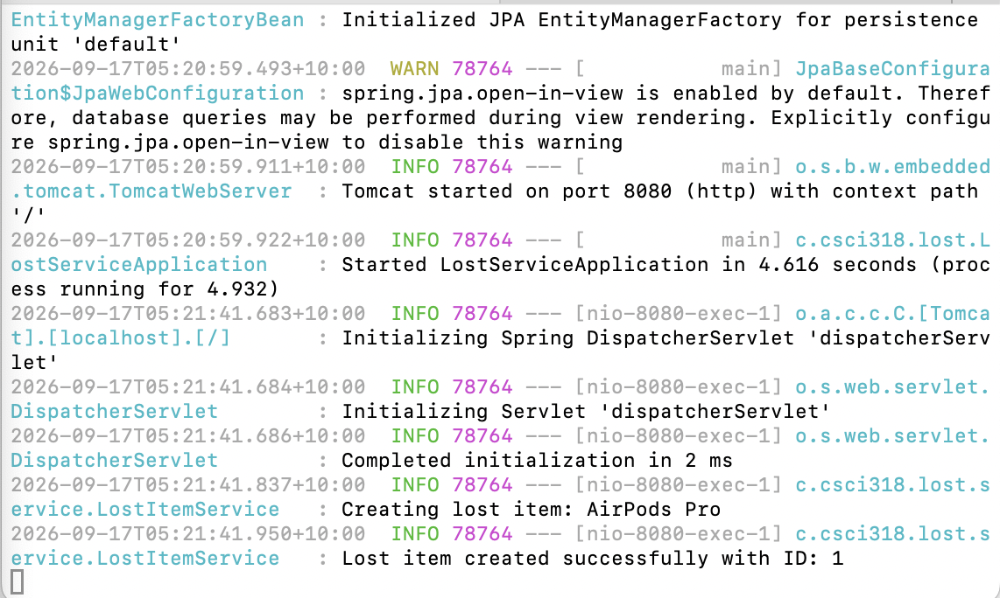 EntityManagerFactoryBean : Initialized JPA EntityManagerFactory for persistence
unit 'default'
2026-09-17T05:20:59.493+10:00  WARN 78764 --- [           main] JpaBaseConfigura
tion$JpaWebConfiguration : spring.jpa.open-in-view is enabled by default. Theref
ore, database queries may be performed during view rendering. Explicitly configu
re spring.jpa.open-in-view to disable this warning
2026-09-17T05:20:59.911+10:00  INFO 78764 --- [           main] o.s.b.w.embedded
.tomcat.TomcatWebServer  : Tomcat started on port 8080 (http) with context path
'/'
2026-09-17T05:20:59.922+10:00  INFO 78764 --- [           main] c.csci318.lost.L
ostServiceApplication    : Started LostServiceApplication in 4.616 seconds (proc
ess running for 4.932)
2026-09-17T05:21:41.683+10:00  INFO 78764 --- [nio-8080-exec-1] o.a.c.c.C.[Tomca
t].[localhost].[/]       : Initializing Spring DispatcherServlet 'dispatcherServ
let'
2026-09-17T05:21:41.684+10:00  INFO 78764 --- [nio-8080-exec-1] o.s.web.servlet.
DispatcherServlet        : Initializing Servlet 'dispatcherServlet'
2026-09-17T05:21:41.686+10:00  INFO 78764 --- [nio-8080-exec-1] o.s.web.servlet.
DispatcherServlet        : Completed initialization in 2 ms
2026-09-17T05:21:41.837+10:00  INFO 78764 --- [nio-8080-exec-1] c.csci318.lost.s
ervice.LostItemService   : Creating lost item: AirPods Pro
2026-09-17T05:21:41.950+10:00  INFO 78764 --- [nio-8080-exec-1] c.csci318.lost.s
ervice.LostItemService   : Lost item created successfully with ID: 1